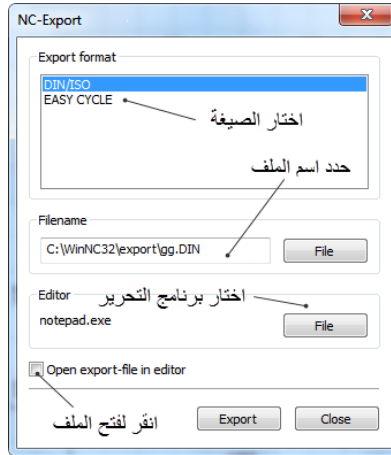 NC-Export
Export format
DIN/ISO
EASY CYCLE
اختار الصيغة
حدد اسم الملف
Filename
C:\WinNC32\export\gg.DIN
File
Editor
اختار برنامج التحرير
notepad.exe
File
Open export-file in editor
انقر لفتح الملف
Export
Close